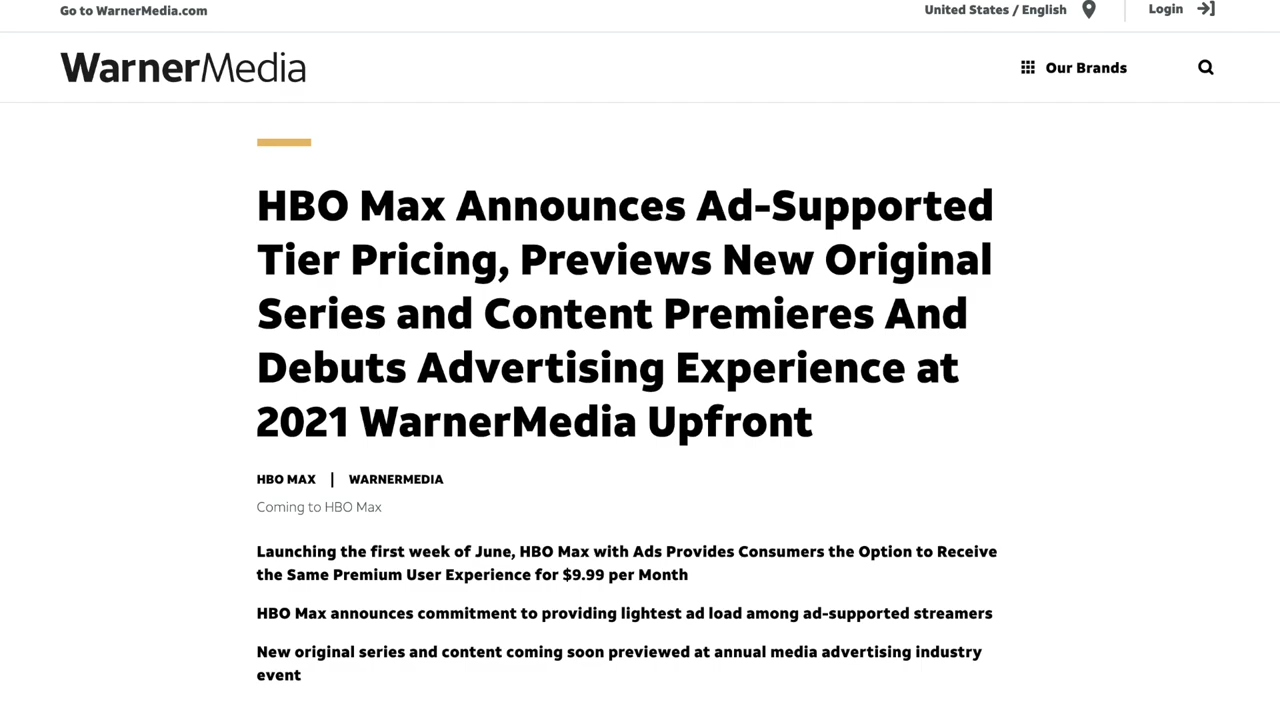 Go to WarnerMedia.com
United States / English
Login
WarnerMedia
Our Brands
HBO Max Announces Ad-Supported
Tier Pricing, Previews New Original
Series and Content Premieres And
Debuts Advertising Experience at
2021 WarnerMedia Upfront
HBO MAX | WARNERMEDIA
Coming to HBO Max
Launching the first week of June, HBO Max with Ads Provides Consumers the Option to Receive
the Same Premium User Experience for $9.99 per Month
HBO Max announces commitment to providing lightest ad load among ad-supported streamers
New original series and content coming soon previewed at annual media advertising industry
event